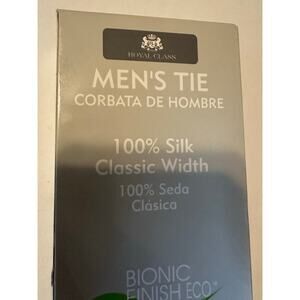 ROYAL CLASS
MEN'S TIE
CORBATA DE HOMBRE
100% Silk
Classic Width
100% Seda
Clásica
BIONIC
FINISH ECO